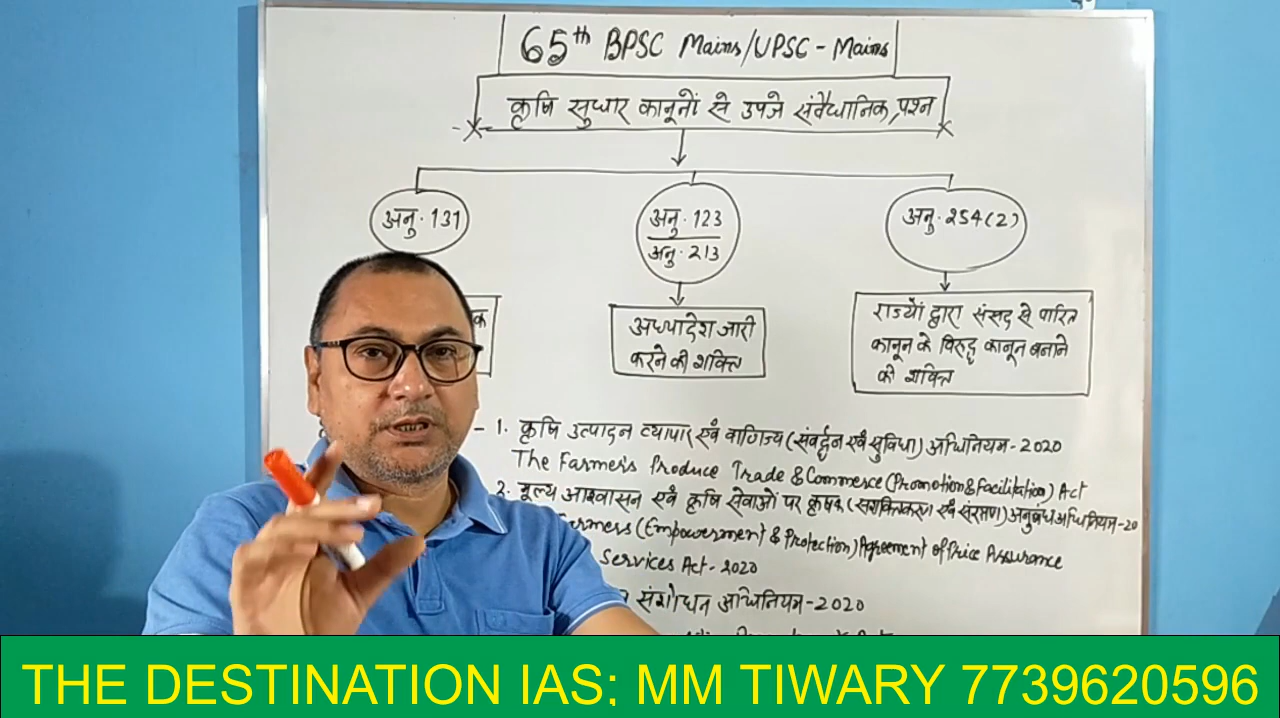 65th BPSC Mains/UPSC - Mains
कृषि सुधार कानूनों से उपजे संवैधानिक प्रश्न
अनु॰ 131
अनु॰ 123
अनु॰ 213
अनु॰ 254(2)
क
अध्यादेश जारी
करने की शक्ति
राज्यों द्वारा संसद से पारित
कानून के विरुद्ध कानून बनाने
की शक्ति
- 1. कृषि उत्पादन व्यापार एवं वाणिज्य (संवर्द्धन एवं सुविधा) अधिनियम-2020
The Farmer's Produce Trade & Commerce (Promotion & Facilitation) Act
2. मूल्य आश्वासन एवं कृषि सेवाओं पर कृषक (सशक्तिकरण एवं संरक्षण) अनुबंध अधिनियम-20
Farmers (Empowerment & Protection) Agreement of Price Assurance
Services Act - 2020
संशोधन अधिनियम-2020
THE DESTINATION IAS; MM TIWARY 7739620596